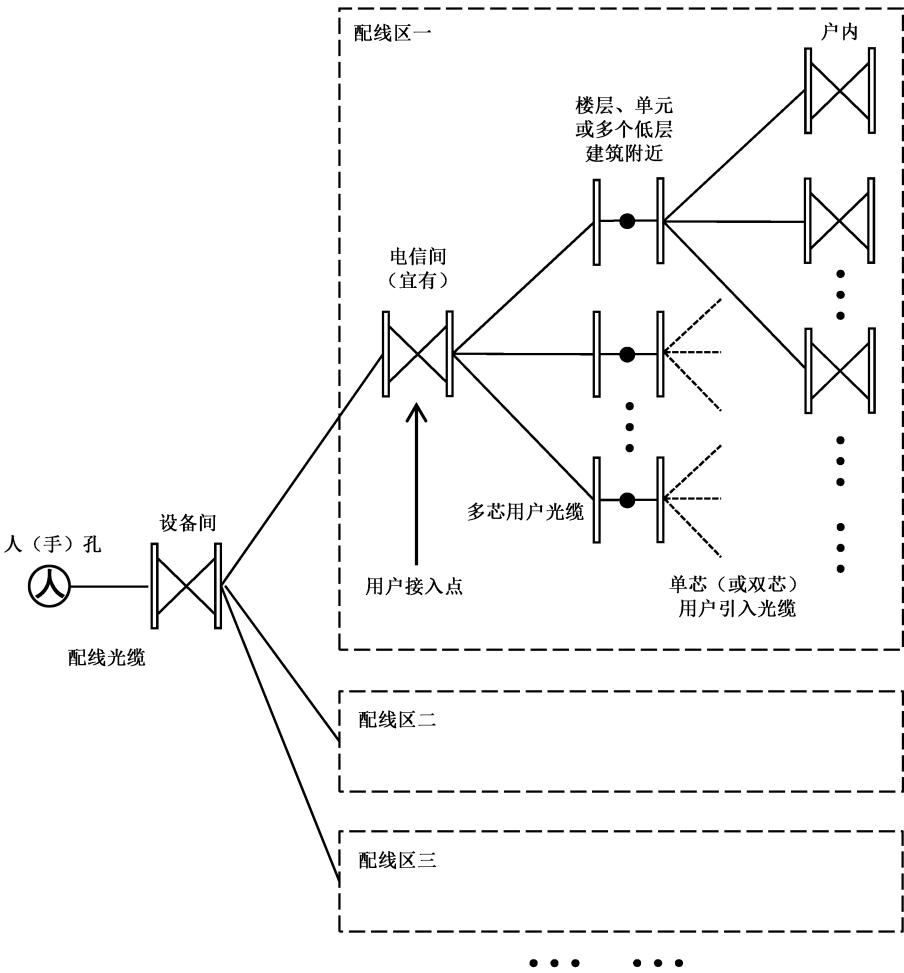 配线区一
户内
楼层、单元
或多个低层
建筑附近
电信间
（宜有）
多芯用户光缆
设备间
人（手）孔
用户接入点
单芯（或双芯）
用户引入光缆
配线光缆
配线区二
配线区三